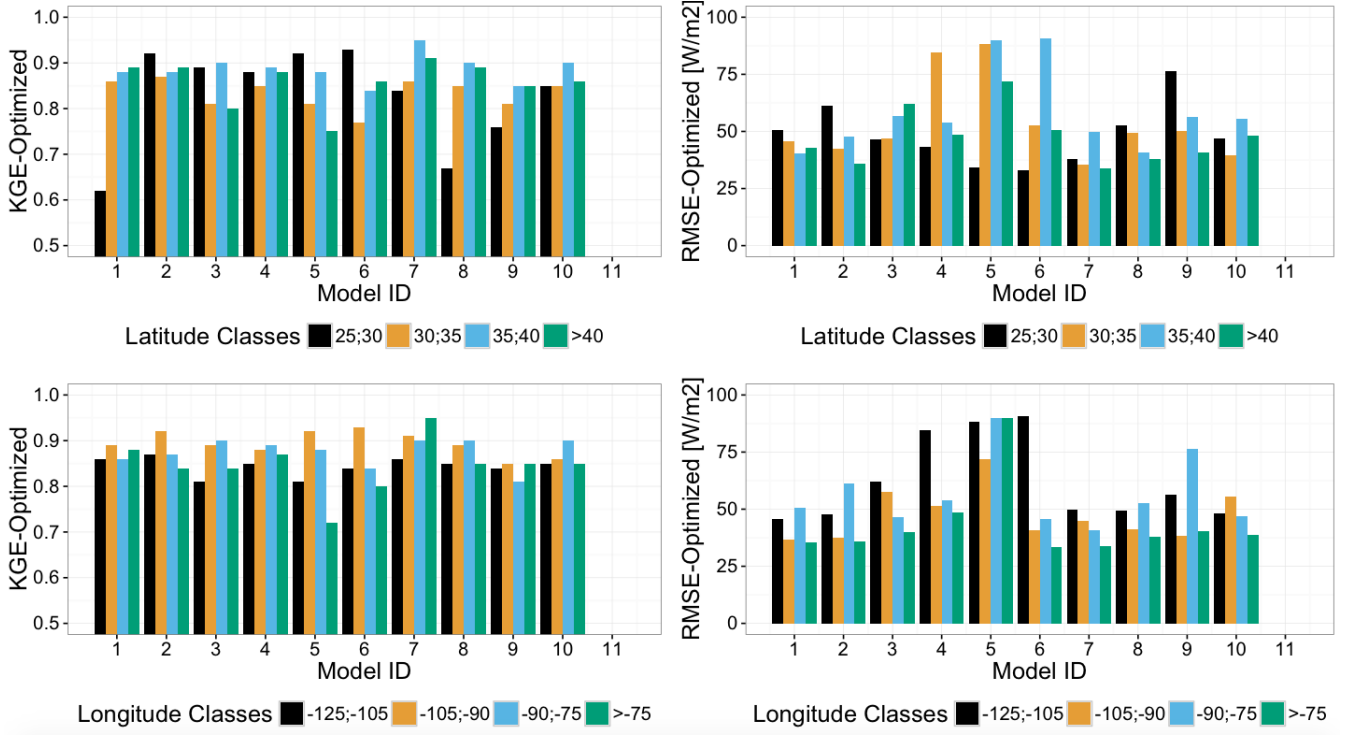 KGE-Optimized
1.0
0.9
0.8
0.7
0.6
0.5
1 2 3 4 5 6 7 8 9 10 11
Model ID
Latitude Classes 25;30 30;35 35;40 >40
RMSE-Optimized [W/m2]
100
75
50
25
0
1 2 3 4 5 6 7 8 9 10 11
Model ID
Latitude Classes 25;30 30;35 35;40 >40
KGE-Optimized
1.0
0.9
0.8
0.7
0.6
0.5
1 2 3 4 5 6 7 8 9 10 11
Model ID
Longitude Classes -125;-105 -105;-90 -90;-75 >-75
RMSE-Optimized [W/m2]
100
75
50
25
0
1 2 3 4 5 6 7 8 9 10 11
Model ID
Longitude Classes -125;-105 -105;-90 -90;-75 >-75